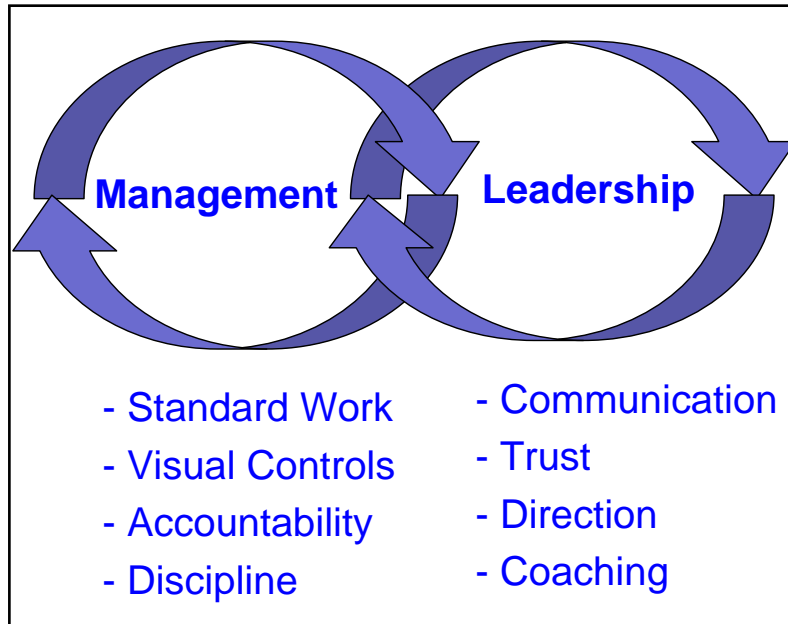 Management
Leadership
- Standard Work
- Visual Controls
- Accountability
- Discipline
- Communication
- Trust
- Direction
- Coaching